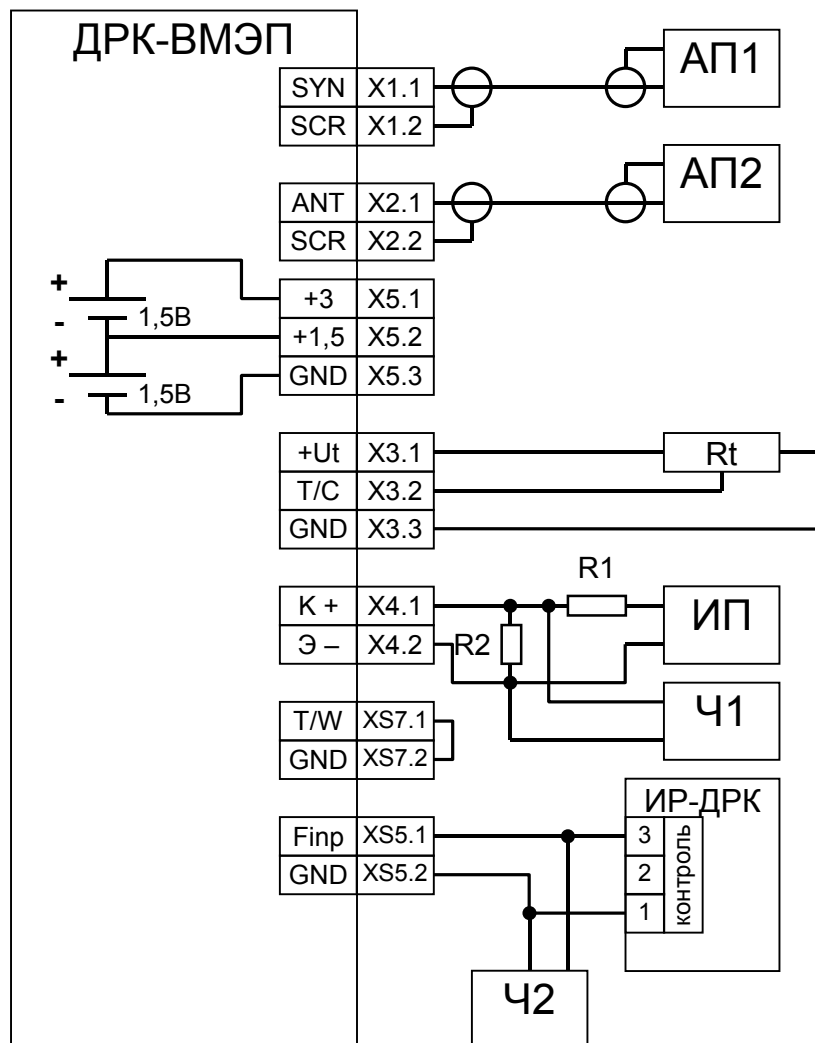 ДРК-ВМЭП
АП1
SYN X1.1
SCR X1.2
АП2
ANT X2.1
SCR X2.2
+
- 1,5В
+
- 1,5В
+3 X5.1
+1,5 X5.2
GND X5.3
+Ut X3.1
Rt
T/C X3.2
GND X3.3
R1
К + X4.1
ИП
Э – X4.2
R2
Ч1
T/W XS7.1
GND XS7.2
ИР-ДРК
Finp XS5.1
3
GND XS5.2
2
1
контроль
Ч2